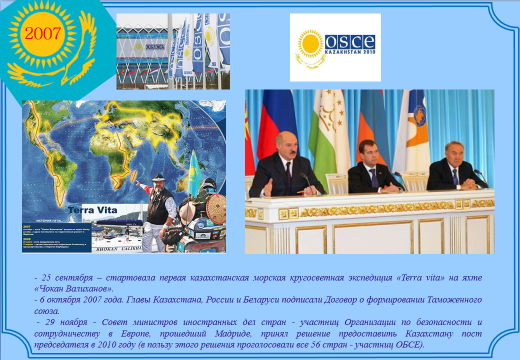 2007
osce
KAZAKHSTAN 2010
Terra Vita
- 25 сентября – стартовала первая казахстанская морская кругосветная экспедиция «Terra vita» на яхте
«Чокан Валиханов».
- 6 октября 2007 года. Главы Казахстана, России и Беларуси подписали Договор о формировании Таможенного
союза.
- 29 ноября - Совет министров иностранных дел стран - участниц Организации по безопасности и
сотрудничеству в Европе, прошедший Мадриде, принял решение предоставить Казахстану пост
председателя в 2010 году (в пользу этого решения проголосовали все 56 стран - участниц ОБСЕ).